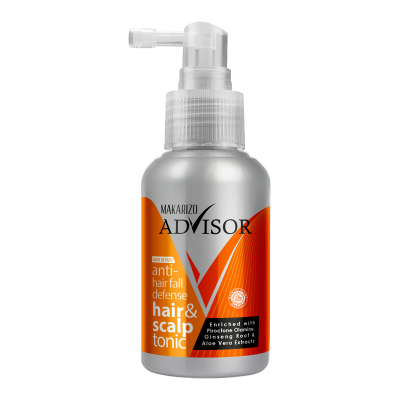 MAKARIZO
ADVISOR
anti-
hair fall
defense
hair &
scalp
tonic
Enriched with
Piroctone Olamine,
Ginseng Root &
Aloe Vera Extracts